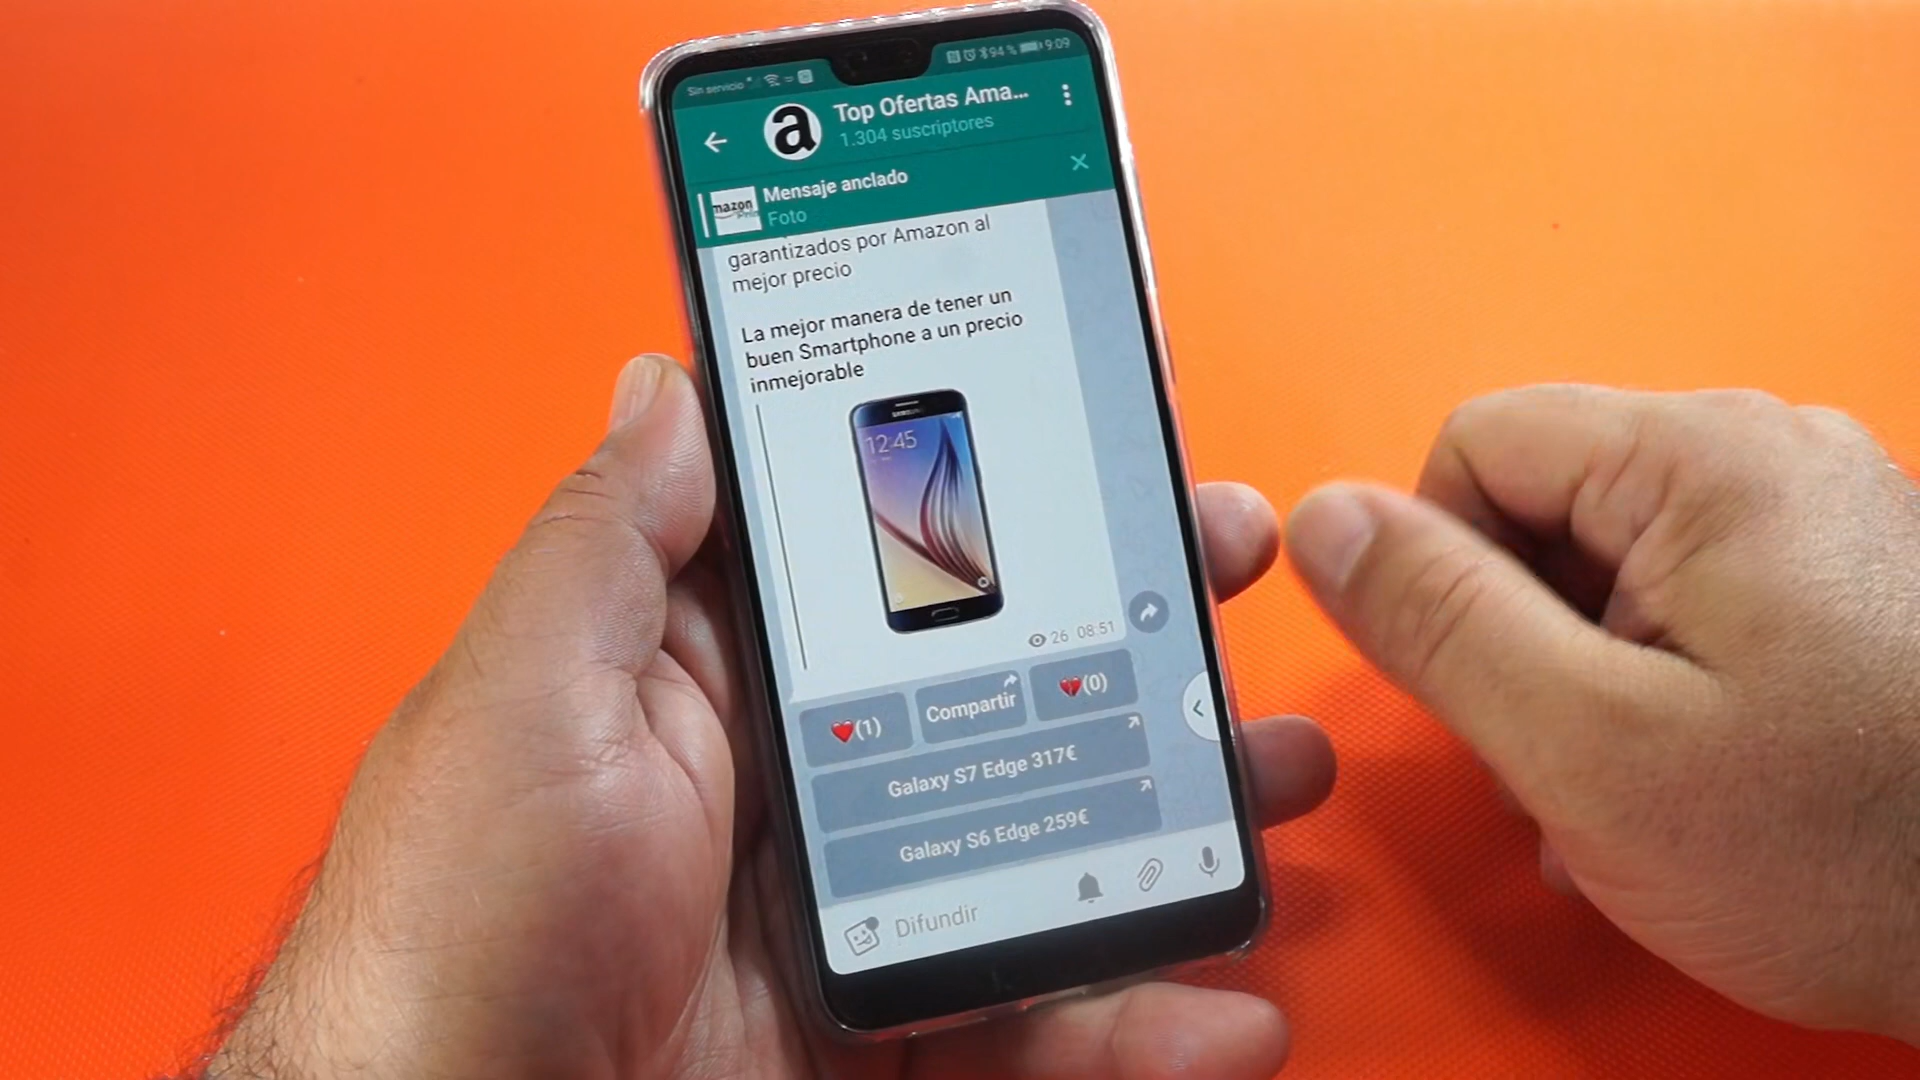 Sin servicio
94 %
9:09
a
Top Ofertas Ama...
1.304 suscriptores
Mensaje anclado
mazon
Foto
garantizados por Amazon al
mejor precio
La mejor manera de tener un
buen Smartphone a un precio
inmejorable
SAMSUNG
12:45
26 08:51
(1)
Compartir
(0)
Galaxy S7 Edge 317€
Galaxy S6 Edge 259€
Difundir